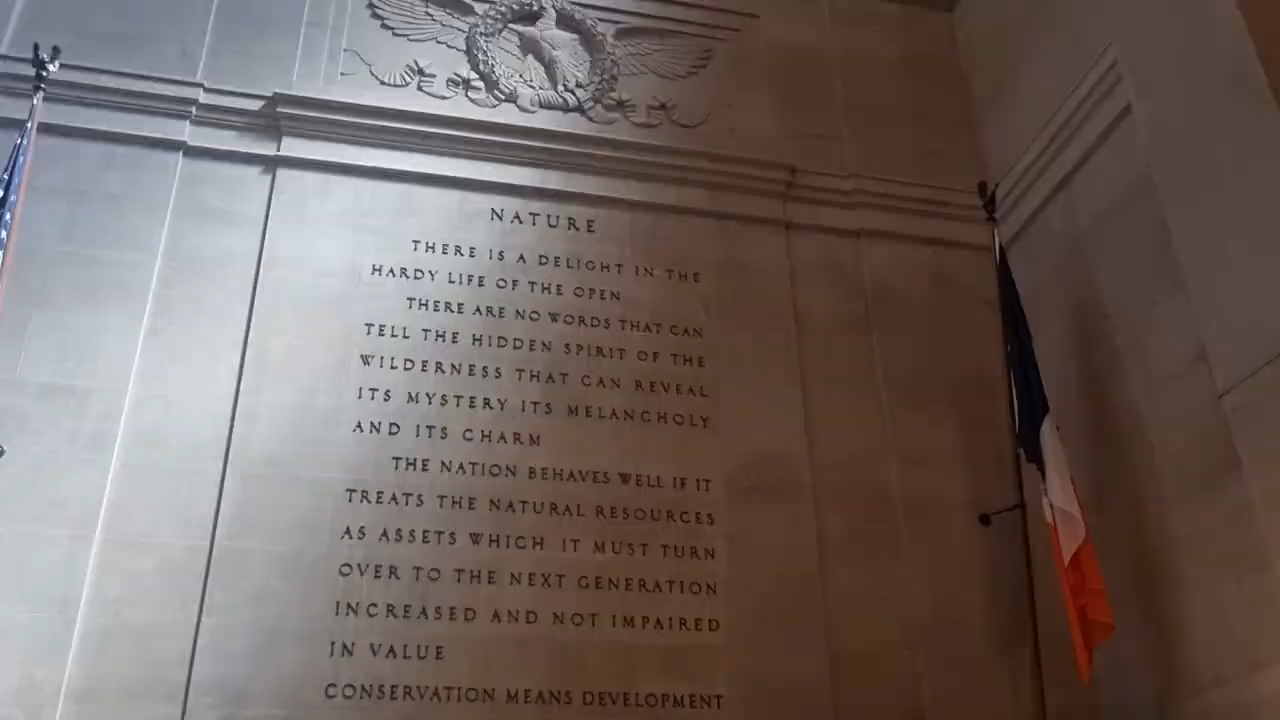 NATURE
THERE IS A DELIGHT IN THE
HARDY LIFE OF THE OPEN
THERE ARE NO WORDS THAT CAN
TELL THE HIDDEN SPIRIT OF THE
WILDERNESS THAT CAN REVEAL
ITS MYSTERY ITS MELANCHOLY
AND ITS CHARM
THE NATION BEHAVES WELL IF IT
TREATS THE NATURAL RESOURCES
AS ASSETS WHICH IT MUST TURN
OVER TO THE NEXT GENERATION
INCREASED AND NOT IMPAIRED
IN VALUE
CONSERVATION MEANS DEVELOPMENT